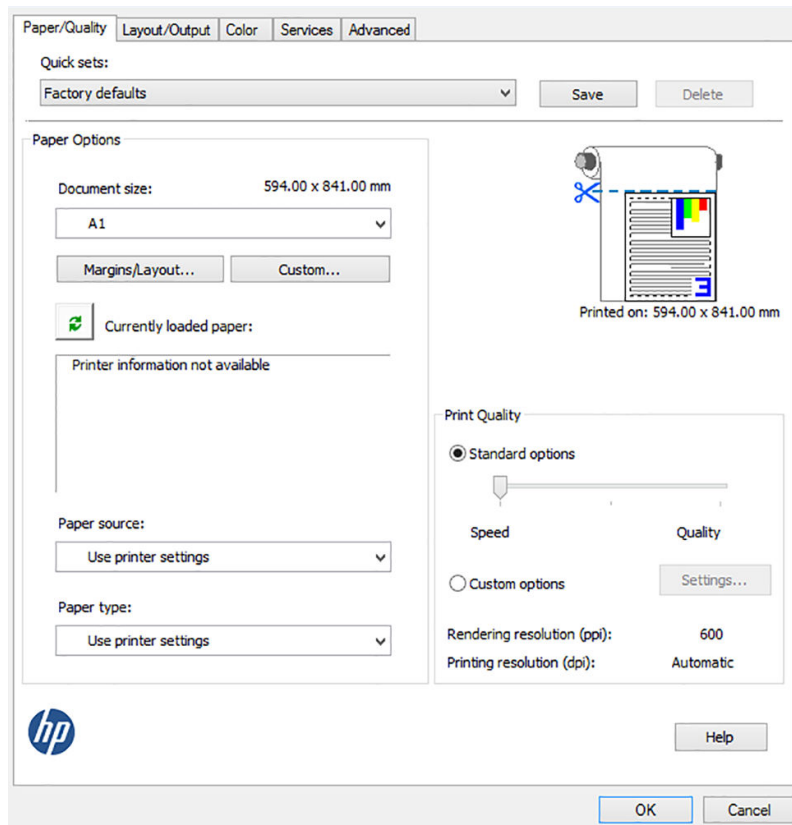 Paper/Quality Layout/Output Color Services Advanced
Quick sets:
Factory defaults Save Delete
Paper Options
Document size: 594.00 x 841.00 mm
A1
Margins/Layout... Custom...
Currently loaded paper:
Printer information not available
Paper source:
Use printer settings
Paper type:
Use printer settings
3
Printed on: 594.00 x 841.00 mm
Print Quality
Standard options
Speed Quality
Custom options Settings...
Rendering resolution (ppi): 600
Printing resolution (dpi): Automatic
hp
Help
OK Cancel